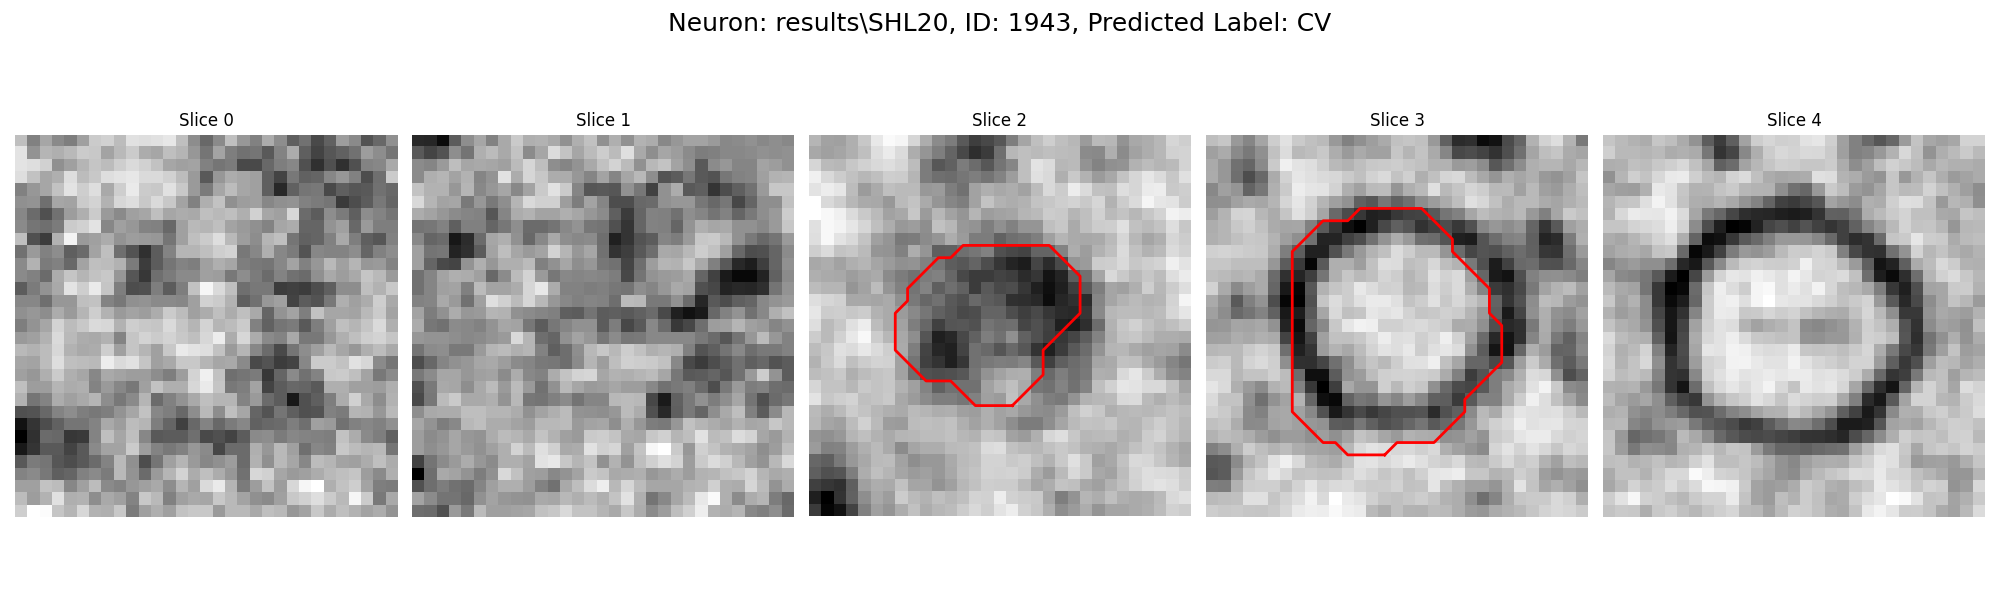 Neuron: results\SHL20, ID: 1943, Predicted Label: CV
Slice 0
Slice 1
Slice 2
Slice 3
Slice 4